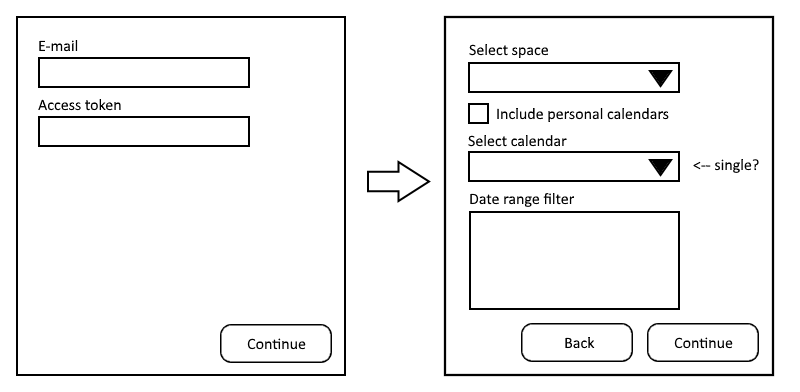 E-mail
Access token
Continue
Select space
Include personal calendars
Select calendar
<-- single?
Date range filter
Back
Continue